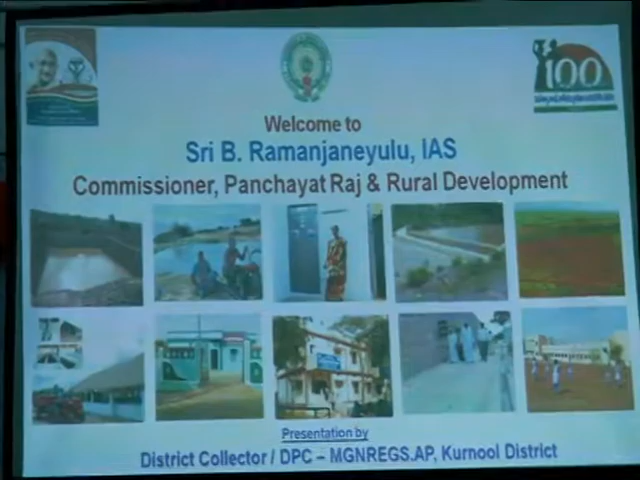 100
Welcome to
Sri B. Ramanjaneyulu, IAS
Commissioner, Panchayat Raj & Rural Development
Presentation by
District Collector / DPC – MGNREGS.AP, Kurnool District